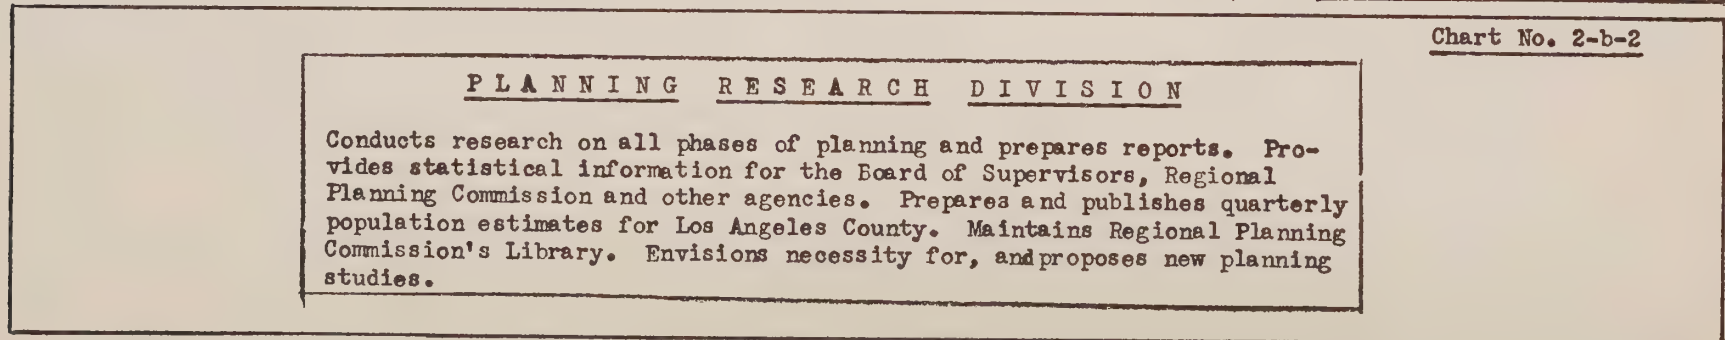 Chart No. 2-b-2
PLANNING RESEARCH DIVISION
Conducts research on all phases of planning and prepares reports. Pro-
vides statistical information for the Board of Supervisors, Regional
Planning Commission and other agencies. Prepares and publishes quarterly
population estimates for Los Angeles County. Maintains Regional Planning
Commission's Library. Envisions necessity for, and proposes new planning
studies.